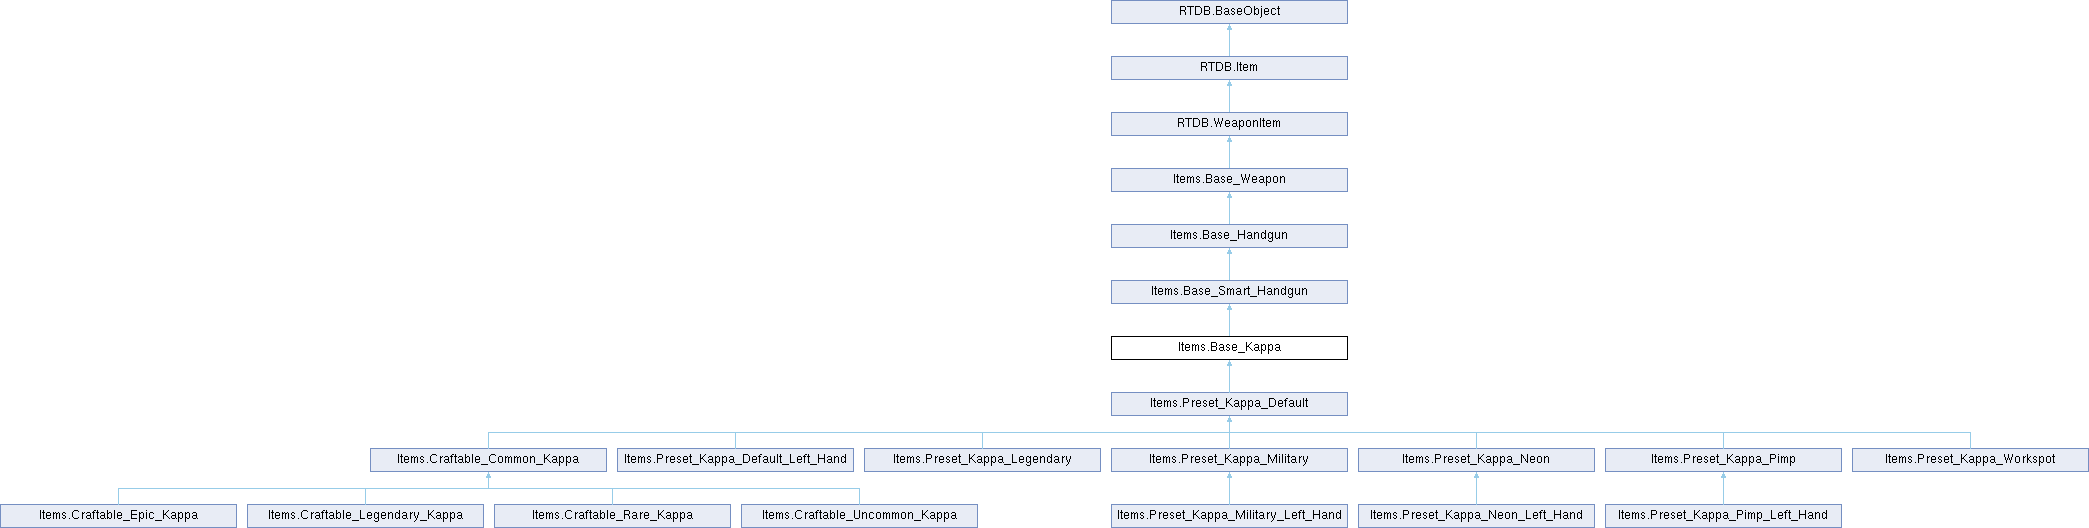 RTDB.BaseObject
RTDB.Item
RTDB.WeaponItem
Items.Base_Weapon
Items.Base_Handgun
Items.Base_Smart_Handgun
Items.Base_Kappa
Items.Preset_Kappa_Default
Items.Craftable_Common_Kappa
Items.Preset_Kappa_Default_Left_Hand
Items.Preset_Kappa_Legendary
Items.Preset_Kappa_Military
Items.Preset_Kappa_Neon
Items.Preset_Kappa_Pimp
Items.Preset_Kappa_Workspot
Items.Craftable_Epic_Kappa
Items.Craftable_Legendary_Kappa
Items.Craftable_Rare_Kappa
Items.Craftable_Uncommon_Kappa
Items.Preset_Kappa_Military_Left_Hand
Items.Preset_Kappa_Neon_Left_Hand
Items.Preset_Kappa_Pimp_Left_Hand